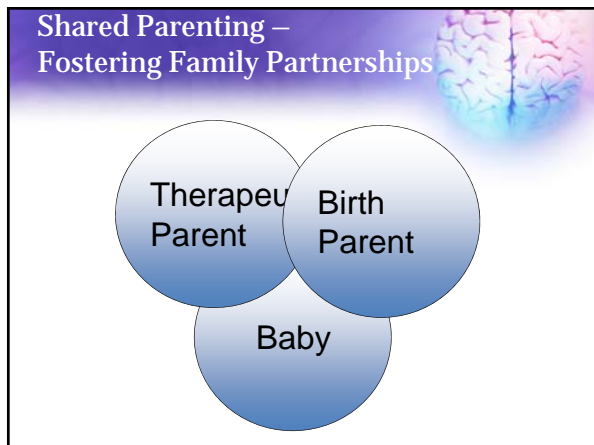 Shared Parenting –
Fostering Family Partnerships
Therapeu
Parent
Birth
Parent
Baby